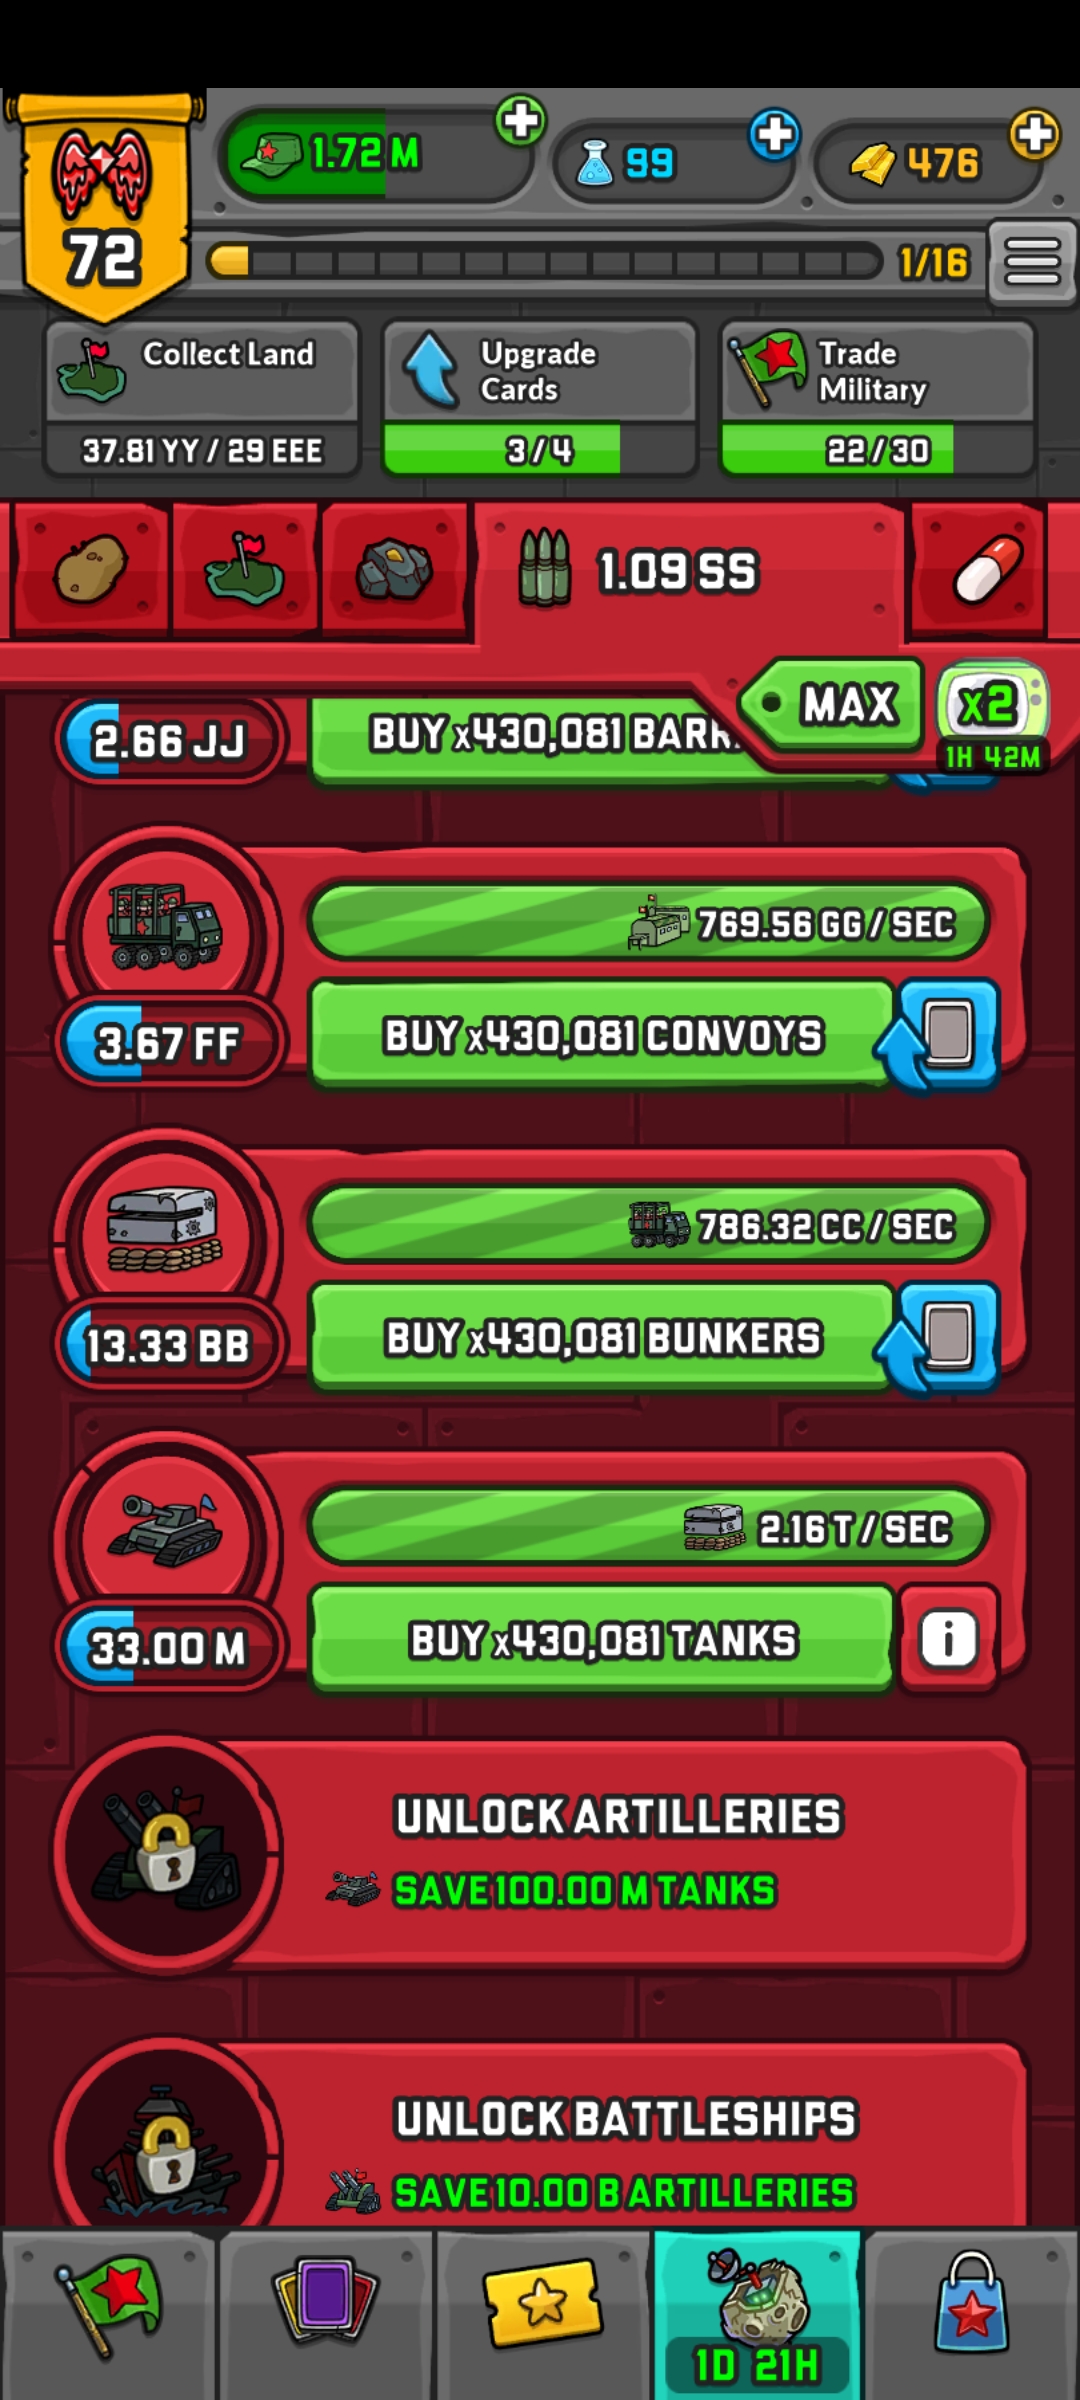 1.72 M
99
476
72
1/16
Collect Land
37.81 YY / 29 EEE
Upgrade
Cards
3/4
Trade
Military
22/30
1.09 SS
MAX
x2
1H 42M
2.66 JJ
BUY x430,081 BARR
769.56 GG / SEC
3.67 FF
BUY x430,081 CONVOYS
786.32 CC / SEC
13.33 BB
BUY x430,081 BUNKERS
2.16 T / SEC
33.00 M
BUY x430,081 TANKS
i
UNLOCK ARTILLERIES
SAVE 100.00 M TANKS
UNLOCK BATTLESHIPS
SAVE 10.00 B ARTILLERIES
1D 21H